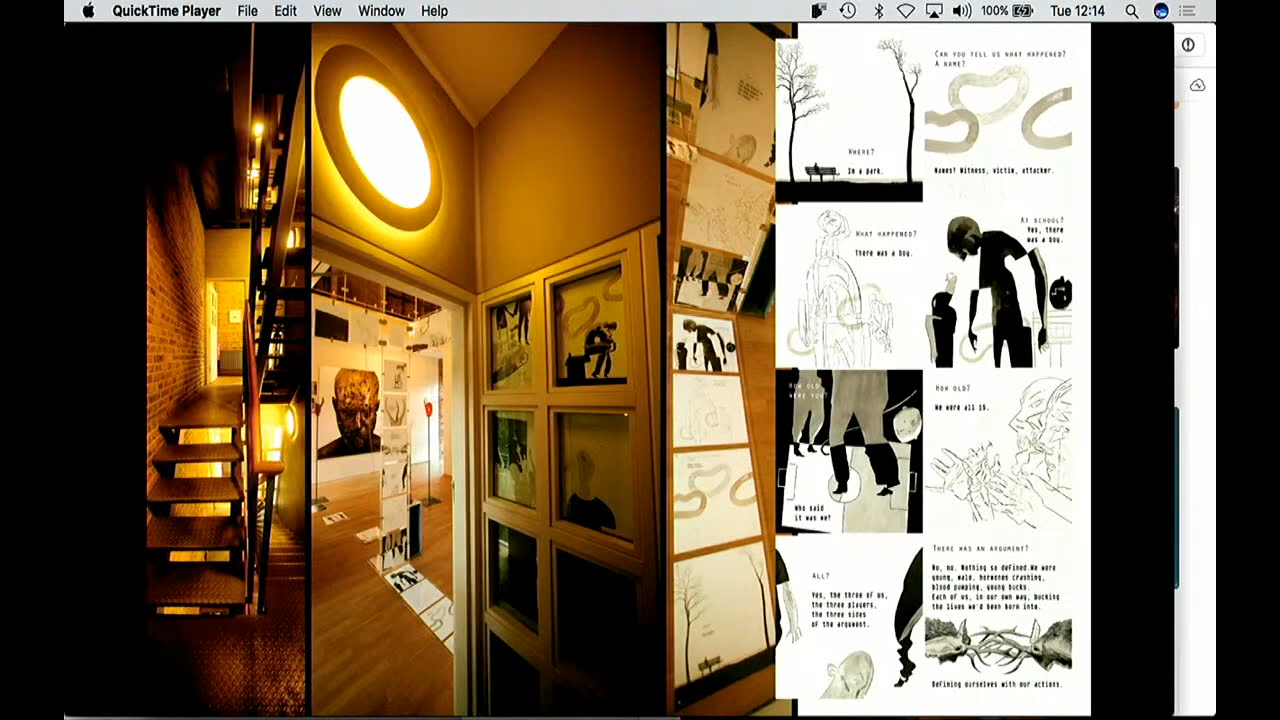 QuickTime Player File Edit View Window Help
100% Tue 12:14
CAN YOU TELL US WHAT HAPPENED?
A NAME?
WHERE?
In a park.
Names? Witness, victim, attacker.
WHAT HAPPENED?
There was a boy.
AT SCHOOL?
Yes, there
was a boy.
HOW OLD
WERE YOU?
Who said
it was me?
HOW OLD?
We were all 15.
ALL?
Yes, the three of us,
the three players,
the three sides
of the argument.
THERE WAS AN ARGUMENT?
No, no. Nothing so defined.We were
young, male, hormones crashing,
blood pumping, young bucks.
Each of us, in our own way, bucking
the lives we'd been born into.
Defining ourselves with our actions.